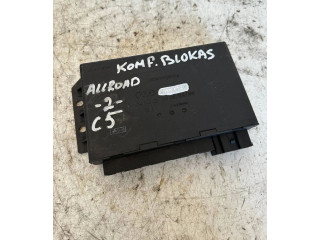 KOMF. BLOKAS
ALLROAD
-2-
C5